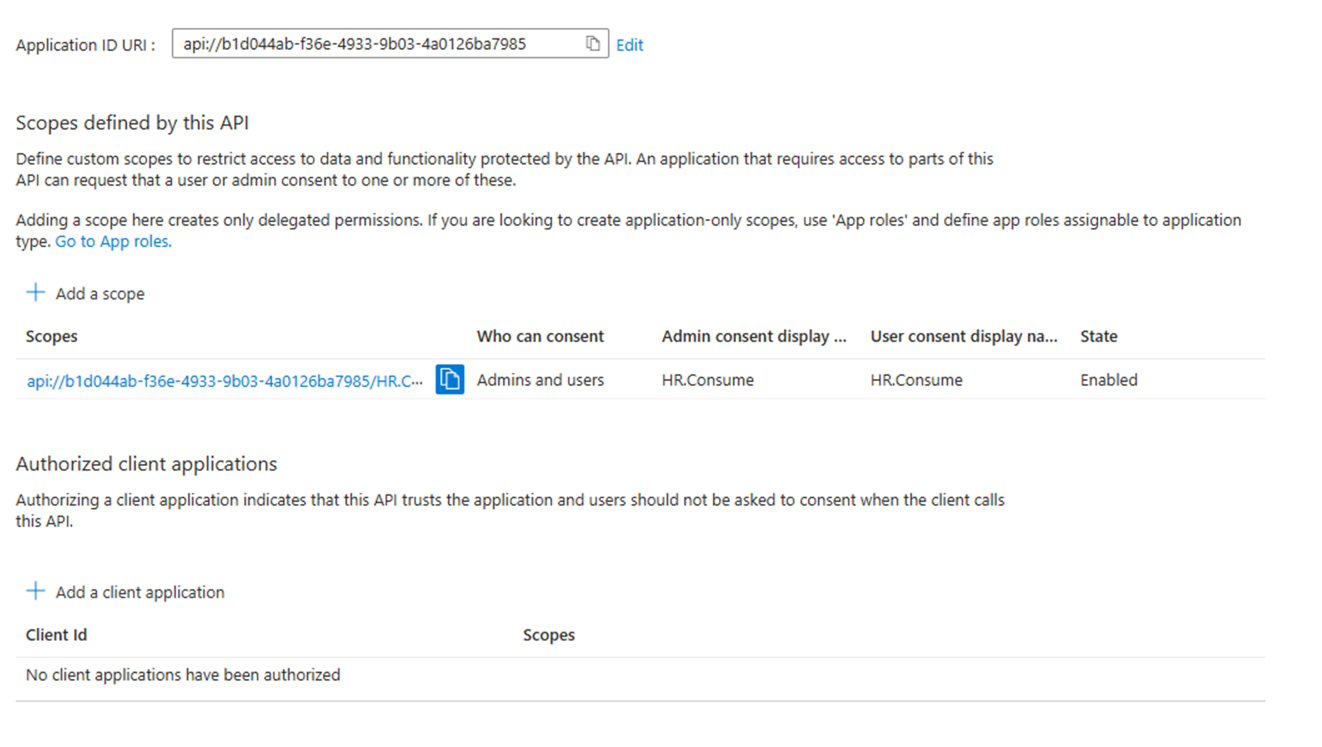 Application ID URI : api://b1d044ab-f36e-4933-9b03-4a0126ba7985 Edit
Scopes defined by this API
Define custom scopes to restrict access to data and functionality protected by the API. An application that requires access to parts of this
API can request that a user or admin consent to one or more of these.
Adding a scope here creates only delegated permissions. If you are looking to create application-only scopes, use 'App roles' and define app roles assignable to application
type. Go to App roles.
Add a scope
Scopes Who can consent Admin consent display ... User consent display na... State
api://b1d044ab-f36e-4933-9b03-4a0126ba7985/HR.C... Admins and users HR.Consume HR.Consume Enabled
Authorized client applications
Authorizing a client application indicates that this API trusts the application and users should not be asked to consent when the client calls
this API.
Add a client application
Client Id Scopes
No client applications have been authorized